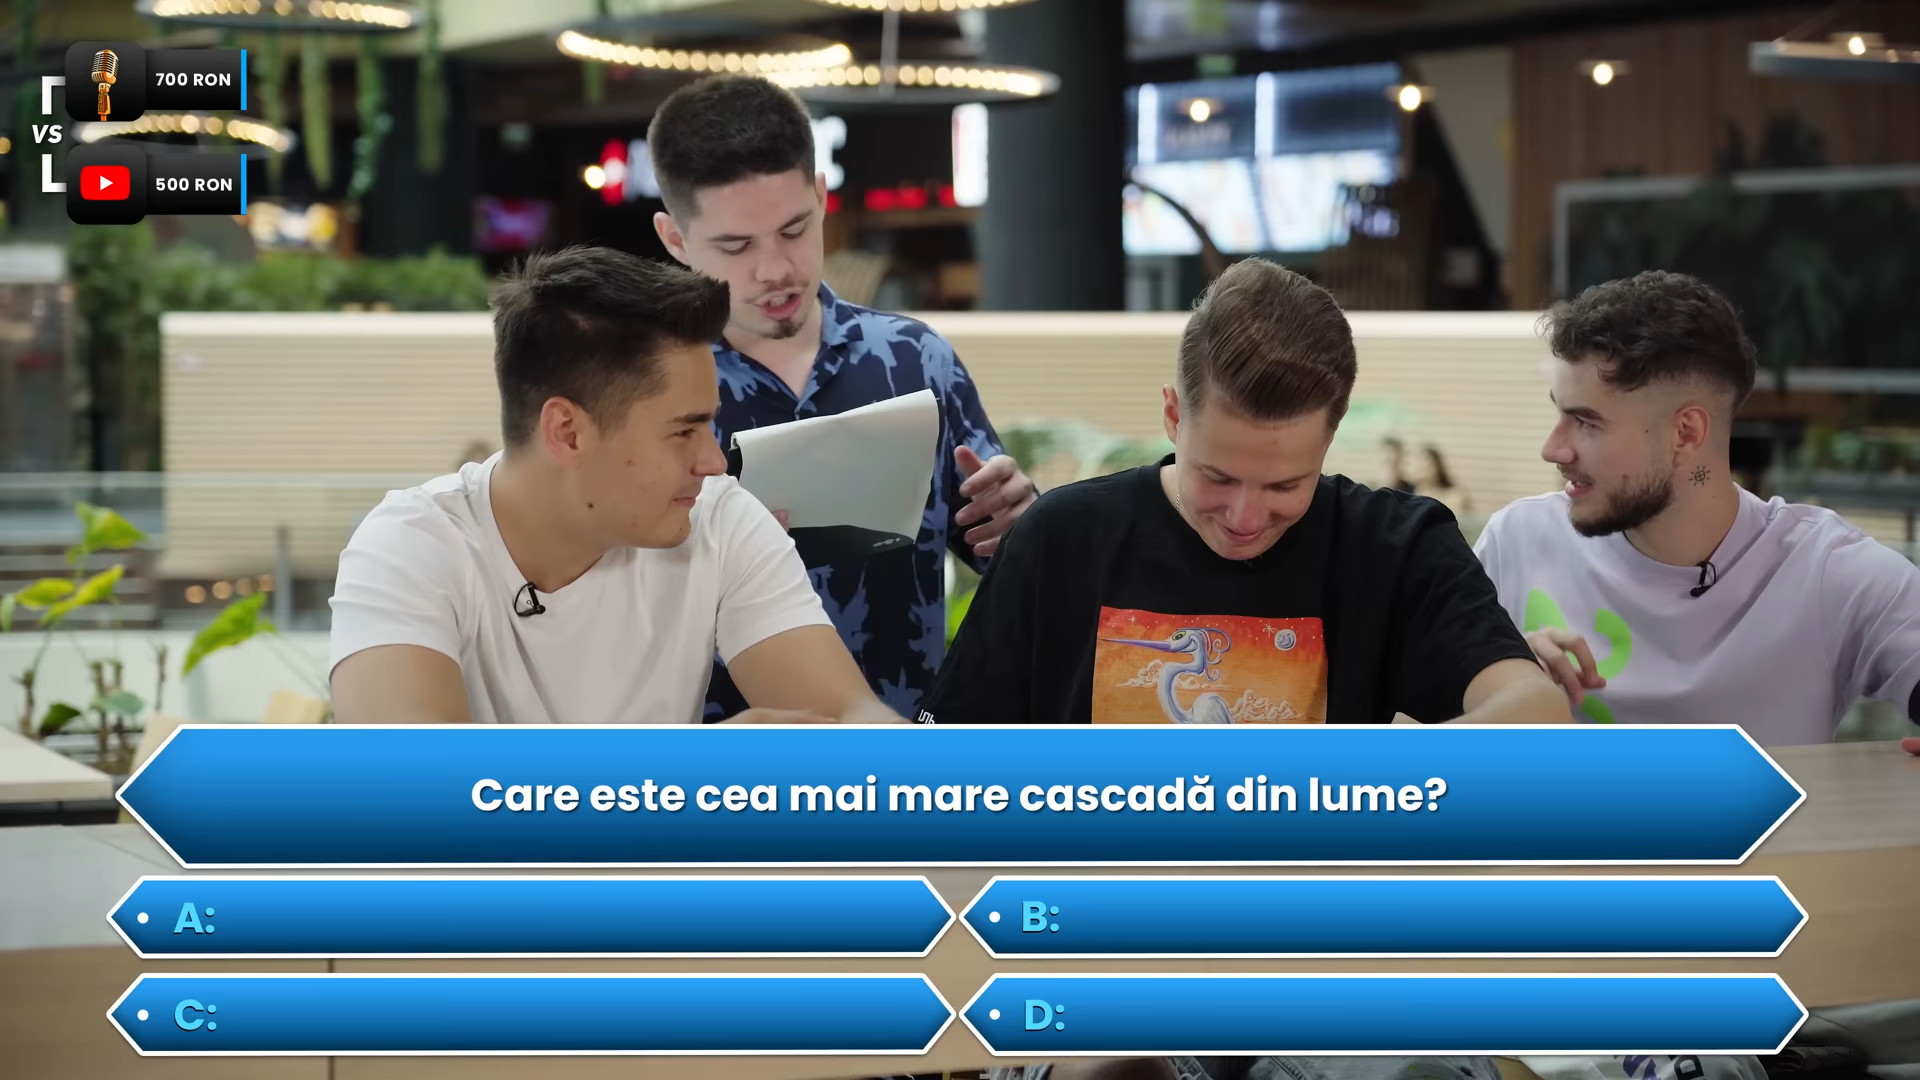 700 RON
VS
500 RON
Care este cea mai mare cascadă din lume?
A:
B:
C:
D: